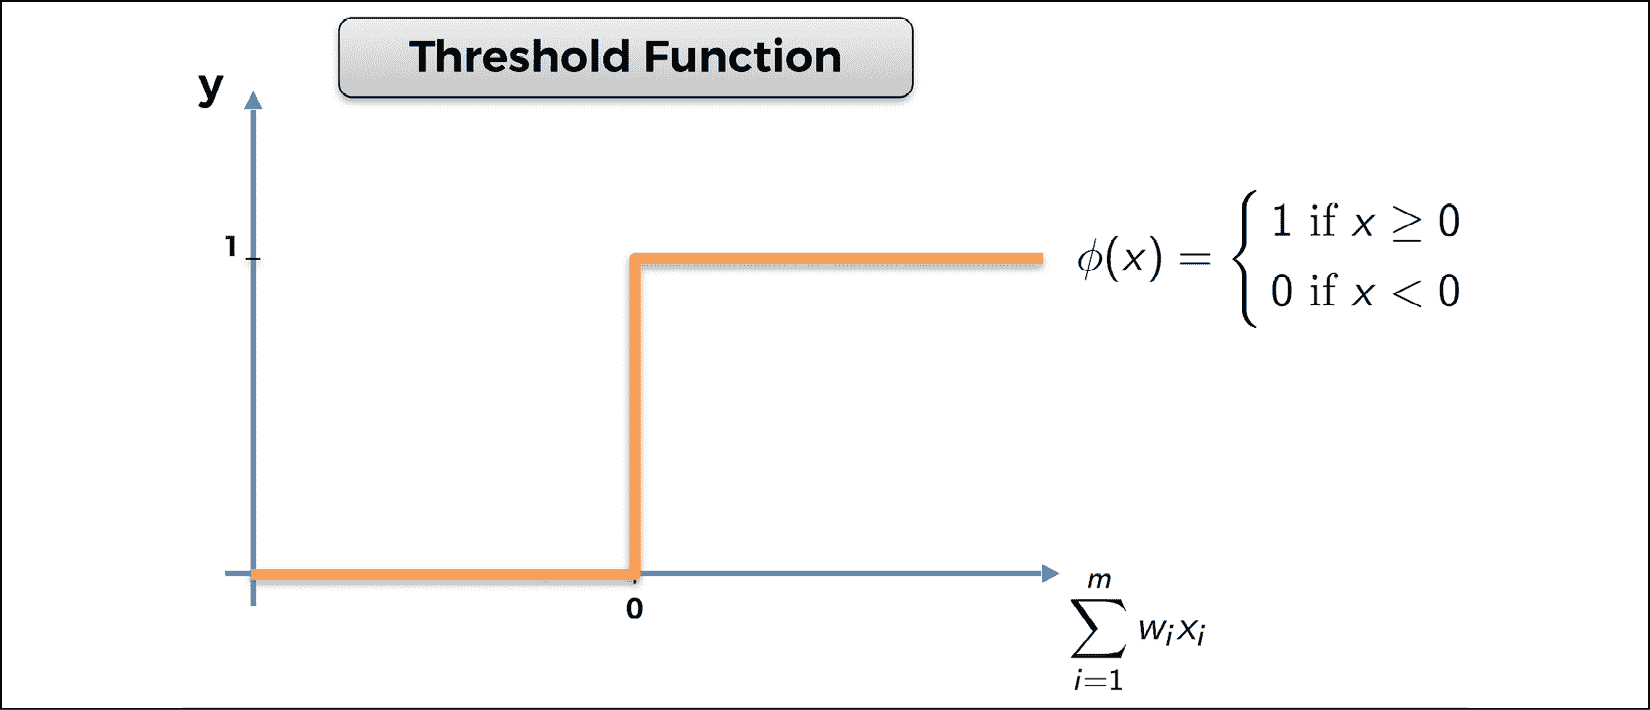 Threshold Function
y
1
ϕ(x) = { 1 if x ≥ 0
0 if x < 0
0
m
∑ wᵢxᵢ
i=1